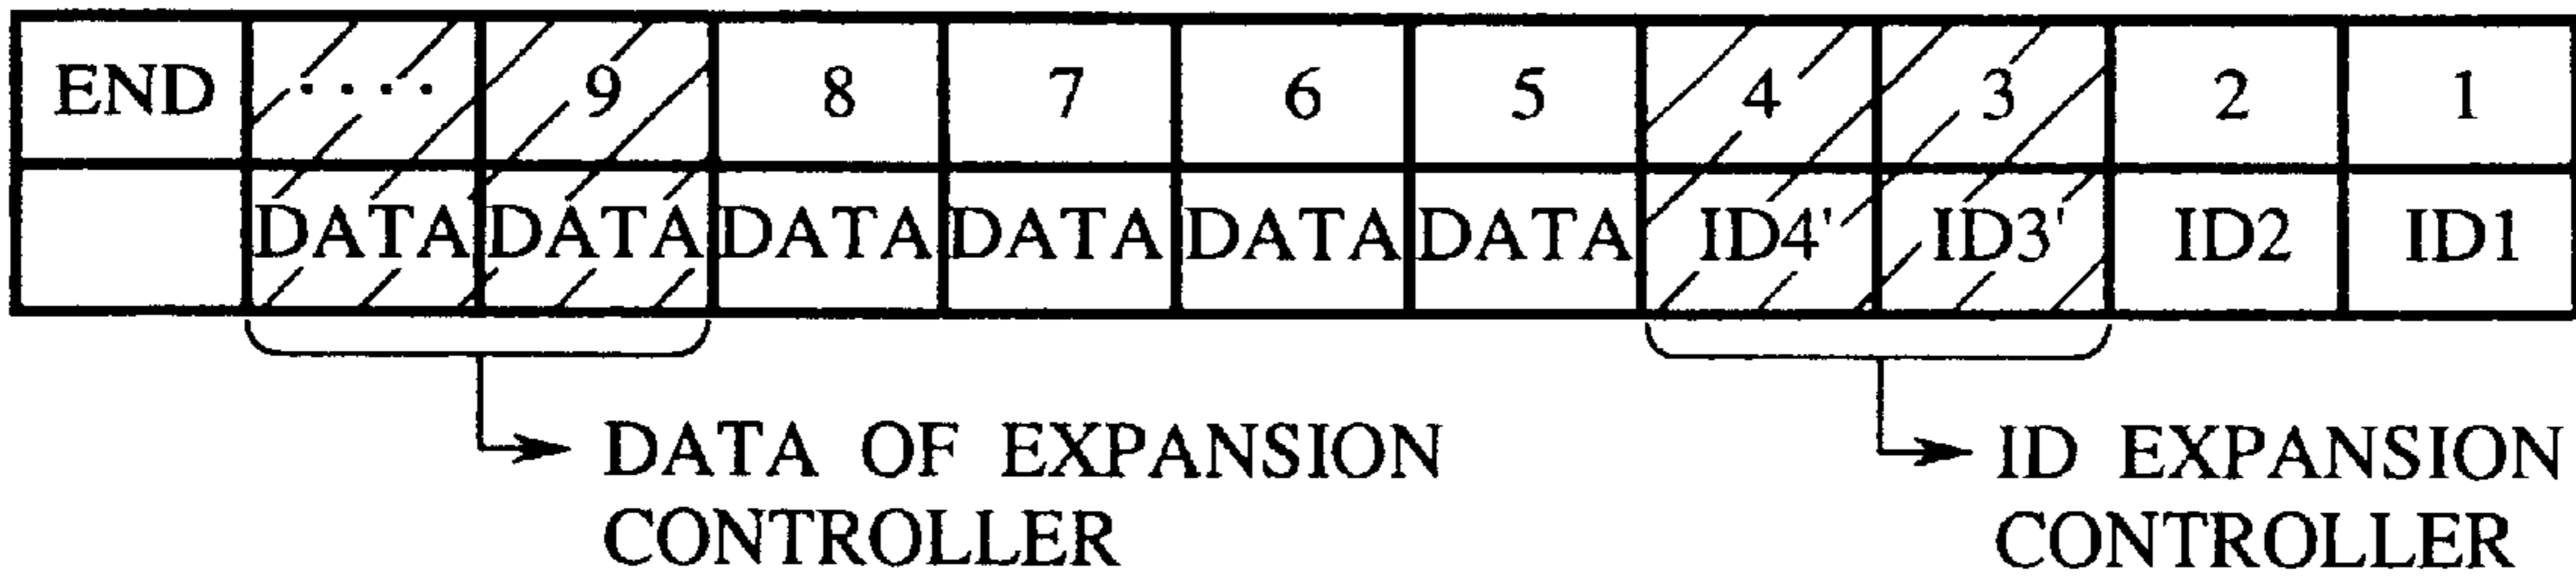 END .... 9 8 7 6 5 4 3 2 1
DATA DATA DATA DATA DATA DATA ID4' ID3' ID2 ID1
DATA OF EXPANSION
CONTROLLER
ID EXPANSION
CONTROLLER